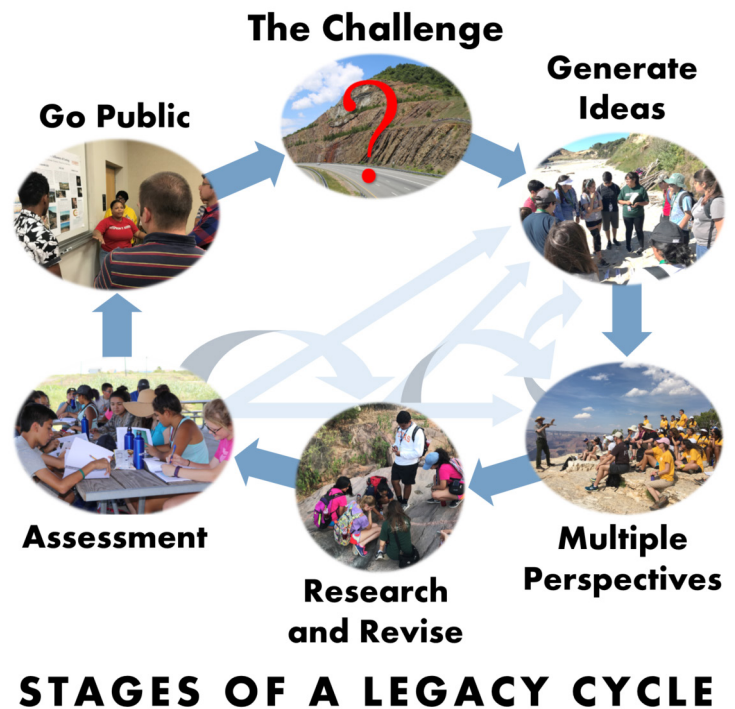 The Challenge
?
Generate
Ideas
Multiple
Perspectives
Research
and Revise
Assessment
Go Public
STAGES OF A LEGACY CYCLE